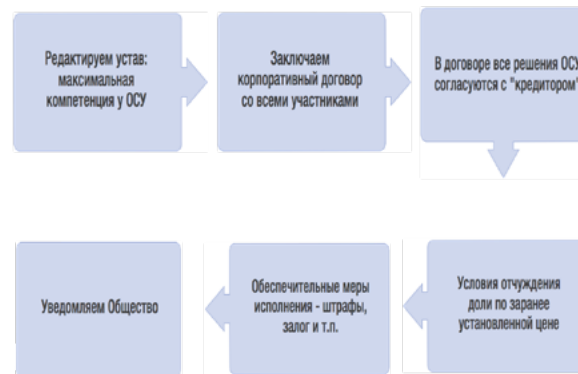 Редактируем устав:
максимальная
компетенция у ОСУ
Заключаем
корпоративный договор
со всеми участниками
В договоре все решения ОСУ
согласуются с "кредитором"
Условия отчуждения
доли по заранее
установленной цене
Обеспечительные меры
исполнения - штрафы,
залог и т.п.
Уведомляем Общество